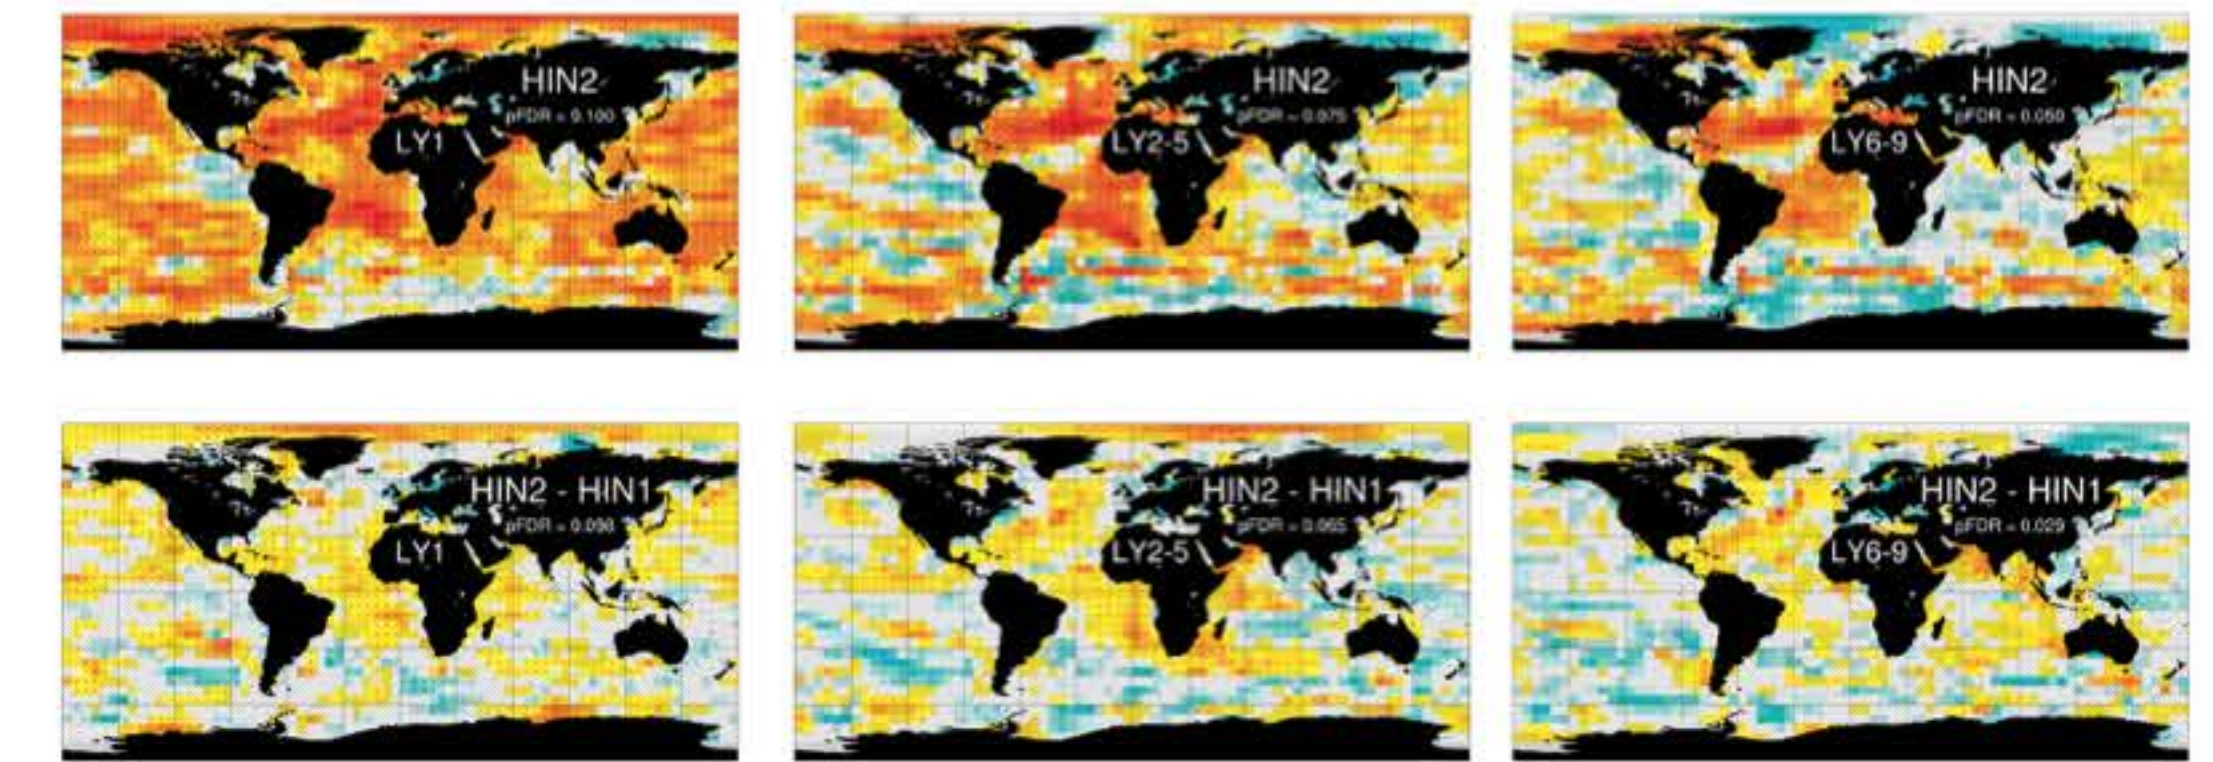 HIN2
pFDR = 0.100
LY1
HIN2
pFDR = 0.075
LY2-5
HIN2
pFDR = 0.050
LY6-9
HIN2 - HIN1
pFDR = 0.098
LY1
HIN2 - HIN1
pFDR = 0.065
LY2-5
HIN2 - HIN1
pFDR = 0.029
LY6-9